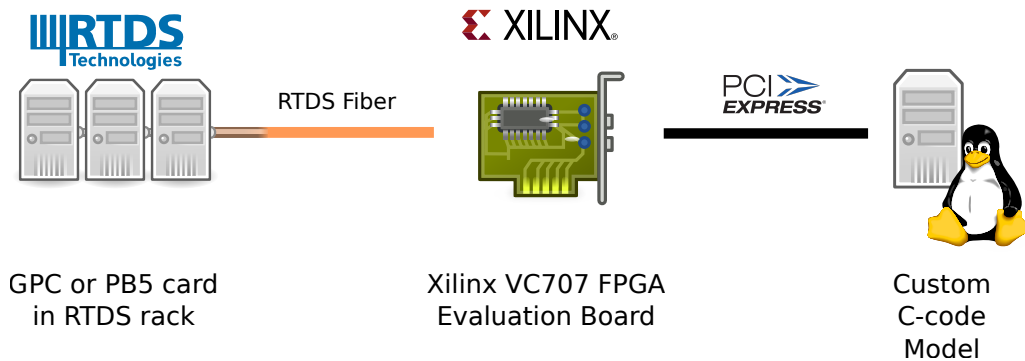 RTDS
Technologies
XILINX®
RTDS Fiber
PCI
EXPRESS®
GPC or PB5 card
in RTDS rack
Xilinx VC707 FPGA
Evaluation Board
Custom
C-code
Model